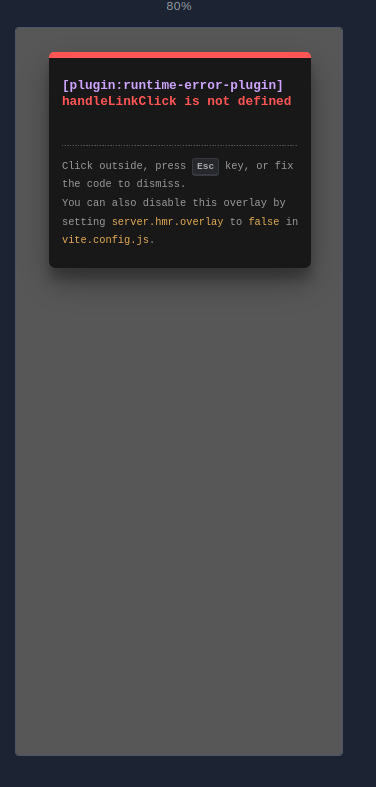 80%
[plugin:runtime-error-plugin]
handleLinkClick is not defined
Click outside, press Esc key, or fix
the code to dismiss.
You can also disable this overlay by
setting server.hmr.overlay to false in
vite.config.js.